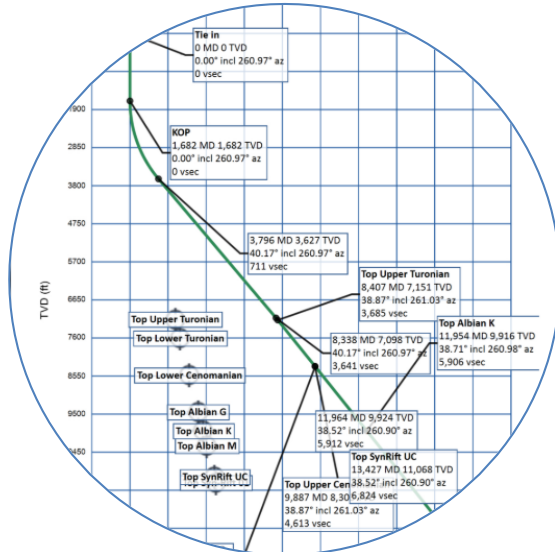 Tie in
0 MD 0 TVD
0.00° incl 260.97° az
0 vsec
KOP
1,682 MD 1,682 TVD
0.00° incl 260.97° az
0 vsec
3,796 MD 3,627 TVD
40.17° incl 260.97° az
711 vsec
Top Upper Turonian
8,407 MD 7,151 TVD
38.87° incl 261.03° az
3,685 vsec
8,338 MD 7,098 TVD
40.17° incl 260.97° az
3,641 vsec
Top Albian K
11,954 MD 9,916 TVD
38.71° incl 260.98° az
5,906 vsec
11,964 MD 9,924 TVD
38.52° incl 260.90° az
5,912 vsec
Top SynRift UC
13,427 MD 11,068 TVD
38.52° incl 260.90° az
6,824 vsec
Top Upper
9,887 MD
38.87° incl 261.03° az
4,613 vsec
TVD (ft)
2850
3800
4750
5700
6650
7600
8550
9500
Top Upper Turonian
Top Lower Turonian
Top Lower Cenomanian
Top Albian G
Top Albian K
Top Albian M
Top SynRift UC